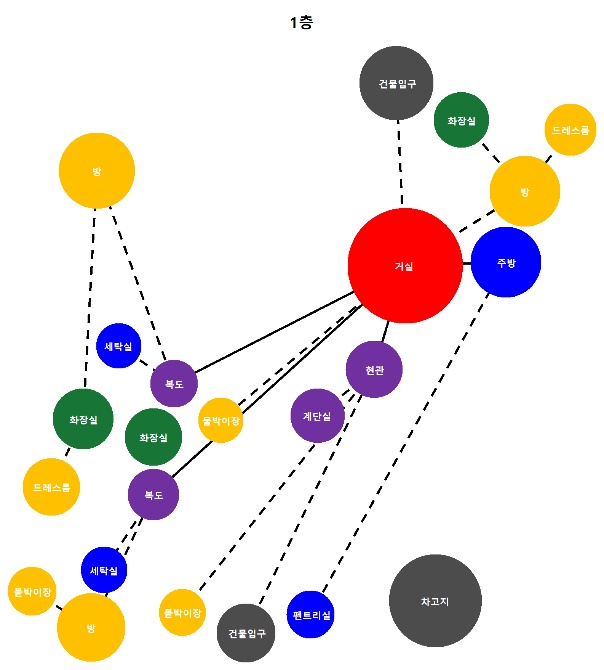 1층
건물입구
화장실
드레스룸
방
방
거실
주방
세탁실
현관
복도
계단실
화장실
물박이장
화장실
드레스룸
복도
세탁실
붙박이장
붙박이장
팬트리실
차고지
방
건물입구